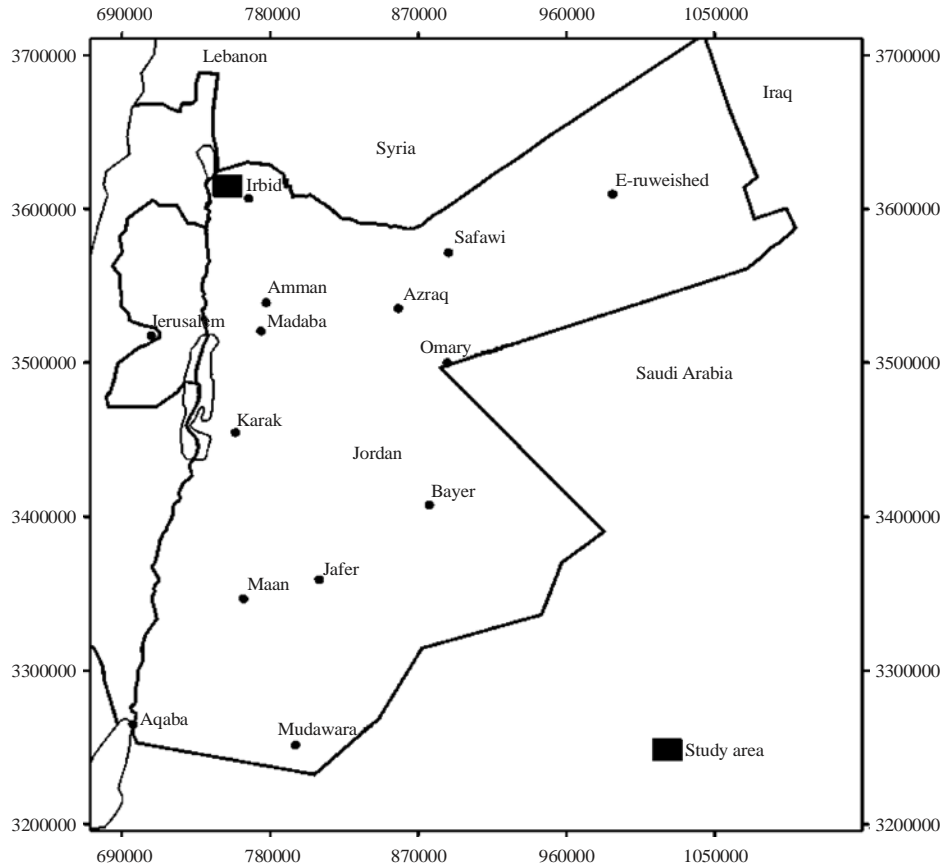 690000 780000 870000 960000 1050000
3700000 3700000
Lebanon
Iraq
Syria
Irbid
E-ruweished
3600000 3600000
Safawi
Amman
Azraq
Jerusalem
Madaba
Omary
3500000 3500000
Saudi Arabia
Karak
Jordan
Bayer
3400000 3400000
Jafer
Maan
3300000 3300000
Aqaba
Mudawara
Study area
3200000 3200000
690000 780000 870000 960000 1050000